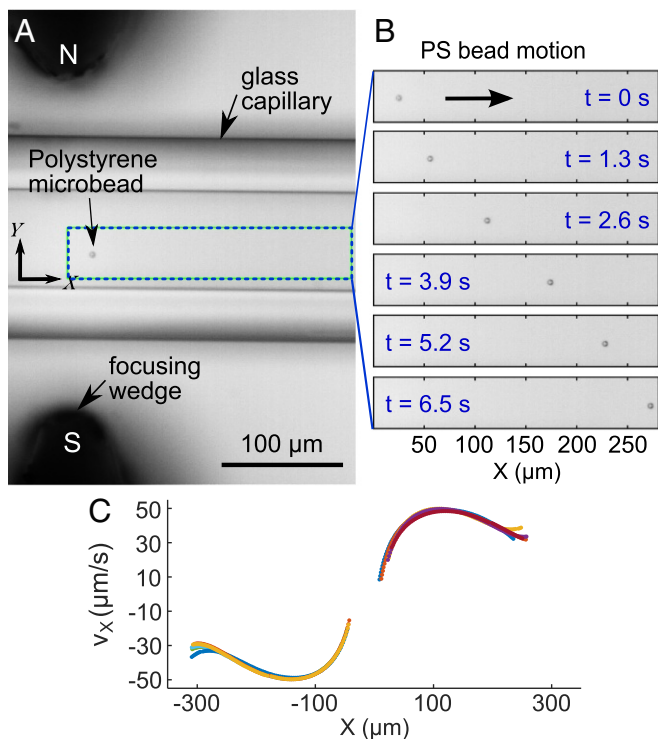 A
N
glass
capillary
Polystyrene
microbead
Y
X
focusing
wedge
S
100 µm
B
PS bead motion
t = 0 s
t = 1.3 s
t = 2.6 s
t = 3.9 s
t = 5.2 s
t = 6.5 s
50 100 150 200 250
X (µm)
C
50
30
10
-10
-30
-50
vX (µm/s)
-300 -100 100 300
X (µm)